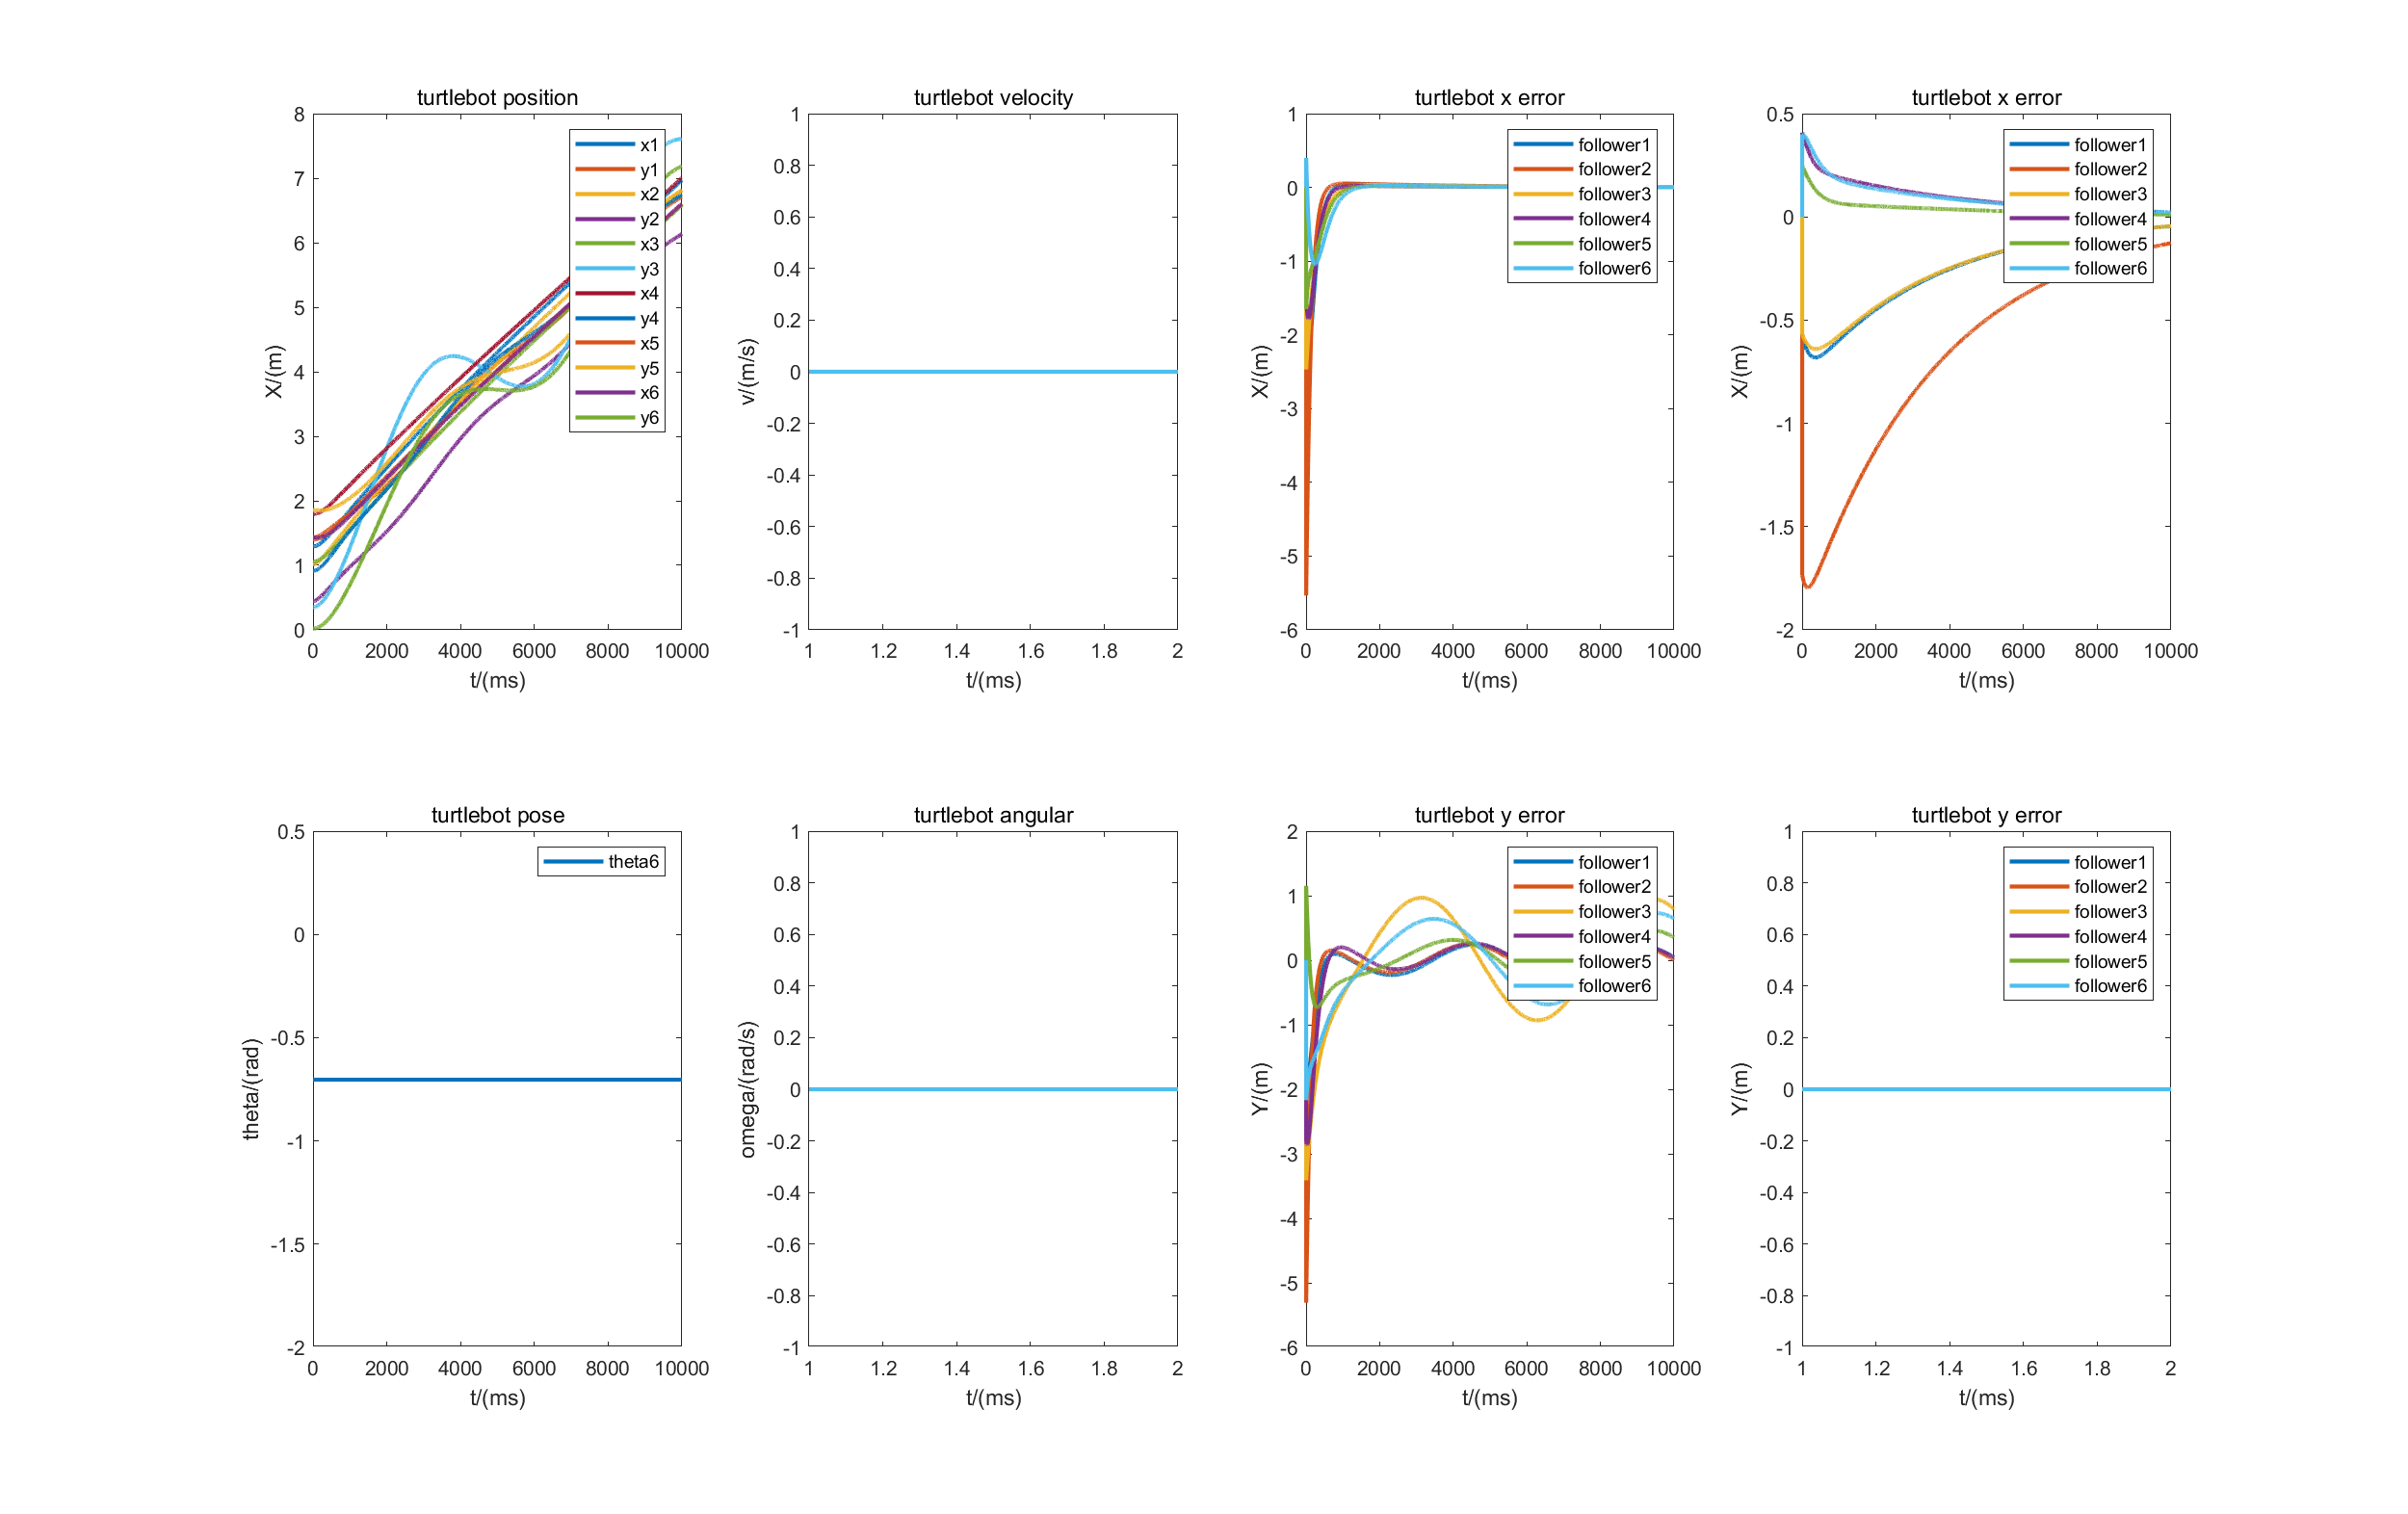 turtlebot position
8
7
6
5
4
3
2
1
0
X/(m)
0 2000 4000 6000 8000 10000
t/(ms)
x1
y1
x2
y2
x3
y3
x4
y4
x5
y5
x6
y6
turtlebot velocity
1
0.8
0.6
0.4
0.2
0
-0.2
-0.4
-0.6
-0.8
-1
v/(m/s)
1 1.2 1.4 1.6 1.8 2
t/(ms)
turtlebot x error
1
0
-1
-2
-3
-4
-5
-6
X/(m)
0 2000 4000 6000 8000 10000
t/(ms)
follower1
follower2
follower3
follower4
follower5
follower6
turtlebot x error
0.5
0
-0.5
-1
-1.5
-2
X/(m)
0 2000 4000 6000 8000 10000
t/(ms)
follower1
follower2
follower3
follower4
follower5
follower6
turtlebot pose
0.5
0
-0.5
-1
-1.5
-2
theta/(rad)
0 2000 4000 6000 8000 10000
t/(ms)
theta6
turtlebot angular
1
0.8
0.6
0.4
0.2
0
-0.2
-0.4
-0.6
-0.8
-1
omega/(rad/s)
1 1.2 1.4 1.6 1.8 2
t/(ms)
turtlebot y error
2
1
0
-1
-2
-3
-4
-5
-6
Y/(m)
0 2000 4000 6000 8000 10000
t/(ms)
follower1
follower2
follower3
follower4
follower5
follower6
turtlebot y error
1
0.8
0.6
0.4
0.2
0
-0.2
-0.4
-0.6
-0.8
-1
Y/(m)
1 1.2 1.4 1.6 1.8 2
t/(ms)
follower1
follower2
follower3
follower4
follower5
follower6